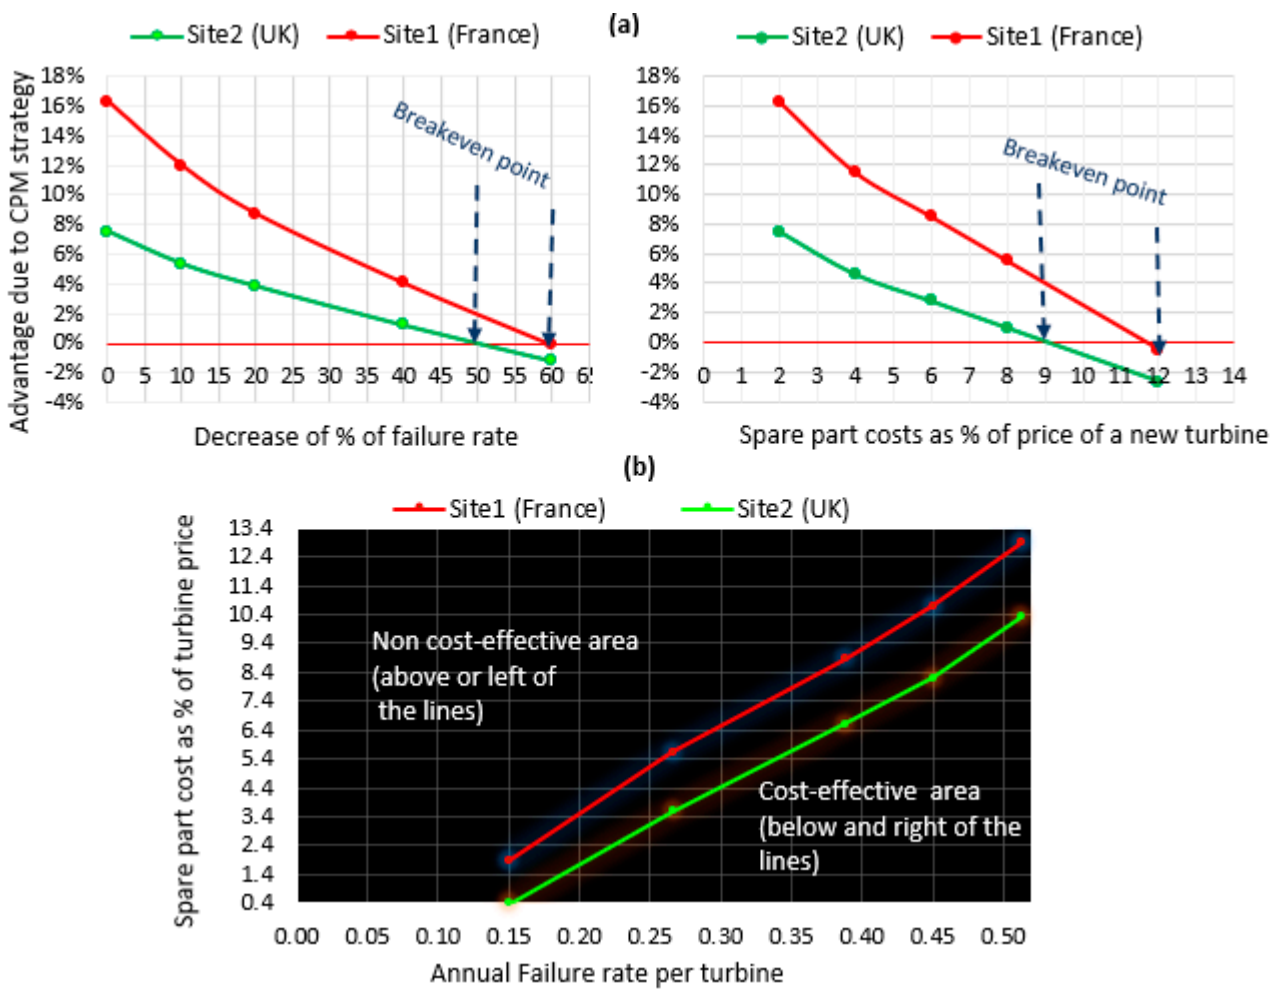 Site2 (UK) Site1 (France)
(a)
Site2 (UK) Site1 (France)
Advantage due to CPM strategy
18%
16%
14%
12%
10%
8%
6%
4%
2%
0%
-2%
-4%
Breakeven point
0 5 10 15 20 25 30 35 40 45 50 55 60
Decrease of % of failure rate
18%
16%
14%
12%
10%
8%
6%
4%
2%
0%
-2%
-4%
Breakeven point
0 1 2 3 4 5 6 7 8 9 10 11 12 13 14
Spare part costs as % of price of a new turbine
(b)
Site1 (France) Site2 (UK)
Spare part cost as % of turbine price
13.4
12.4
11.4
10.4
9.4
8.4
7.4
6.4
5.4
4.4
3.4
2.4
1.4
0.4
Non cost-effective area
(above or left of
the lines)
Cost-effective area
(below and right of the
lines)
0.00 0.05 0.10 0.15 0.20 0.25 0.30 0.35 0.40 0.45 0.50
Annual Failure rate per turbine